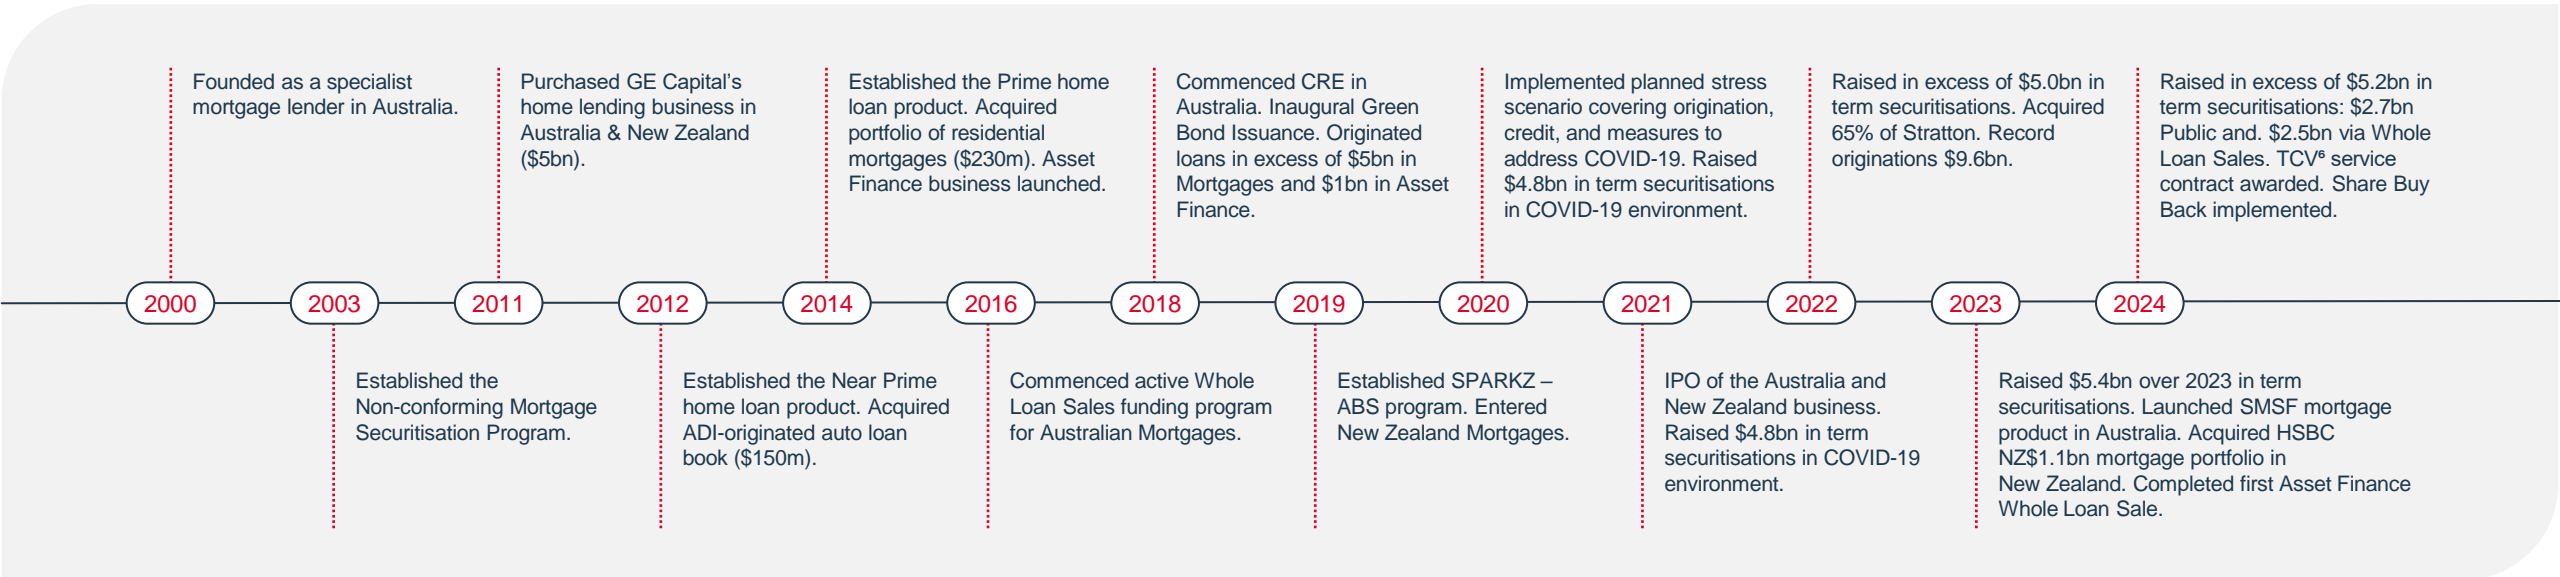 Founded as a specialist
mortgage lender in Australia.
Purchased GE Capital’s
home lending business in
Australia & New Zealand
($5bn).
Established the Prime home
loan product. Acquired
portfolio of residential
mortgages ($230m). Asset
Finance business launched.
Commenced CRE in
Australia. Inaugural Green
Bond Issuance. Originated
loans in excess of $5bn in
Mortgages and $1bn in Asset
Finance.
Implemented planned stress
scenario covering origination,
credit, and measures to
address COVID-19. Raised
$4.8bn in term securitisations
in COVID-19 environment.
Raised in excess of $5.0bn in
term securitisations. Acquired
65% of Stratton. Record
originations $9.6bn.
Raised in excess of $5.2bn in
term securitisations: $2.7bn
Public and. $2.5bn via Whole
Loan Sales. TCV⁶ service
contract awarded. Share Buy
Back implemented.
2000
2003
2011
2012
2014
2016
2018
2019
2020
2021
2022
2023
2024
Established the
Non-conforming Mortgage
Securitisation Program.
Established the Near Prime
home loan product. Acquired
ADI-originated auto loan
book ($150m).
Commenced active Whole
Loan Sales funding program
for Australian Mortgages.
Established SPARKZ –
ABS program. Entered
New Zealand Mortgages.
IPO of the Australia and
New Zealand business.
Raised $4.8bn in term
securitisations in COVID-19
environment.
Raised $5.4bn over 2023 in term
securitisations. Launched SMSF mortgage
product in Australia. Acquired HSBC
NZ$1.1bn mortgage portfolio in
New Zealand. Completed first Asset Finance
Whole Loan Sale.